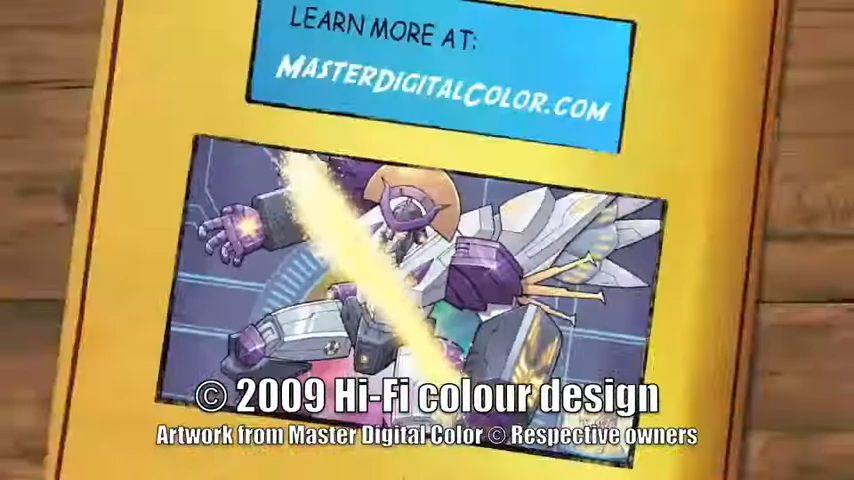 LEARN MORE AT:
MASTERDIGITALCOLOR.COM
© 2009 Hi-Fi colour design
Artwork from Master Digital Color © Respective owners